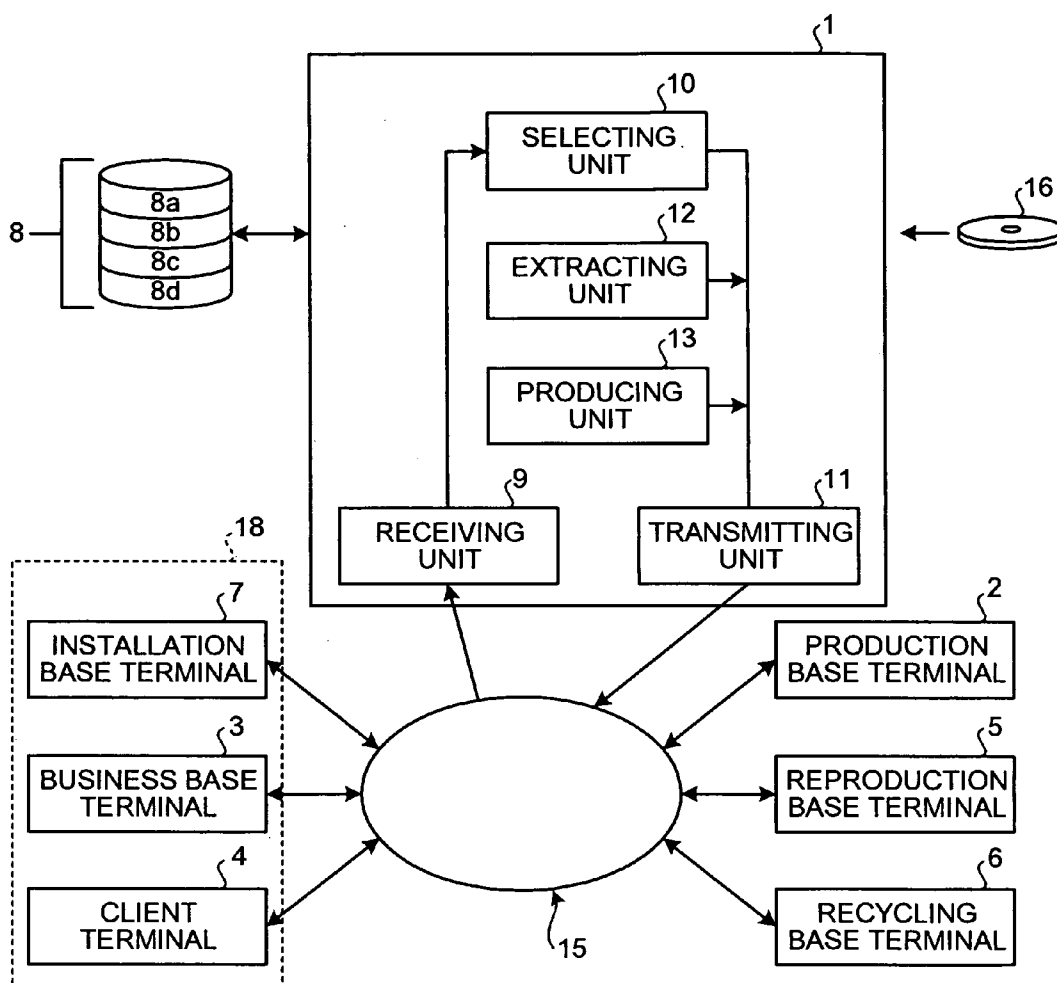 1
10
SELECTING
UNIT
8
8a
8b
8c
8d
16
12
EXTRACTING
UNIT
13
PRODUCING
UNIT
9
RECEIVING
UNIT
11
TRANSMITTING
UNIT
18
7
INSTALLATION
BASE TERMINAL
2
PRODUCTION
BASE TERMINAL
3
BUSINESS BASE
TERMINAL
5
REPRODUCTION
BASE TERMINAL
4
CLIENT
TERMINAL
6
RECYCLING
BASE TERMINAL
15